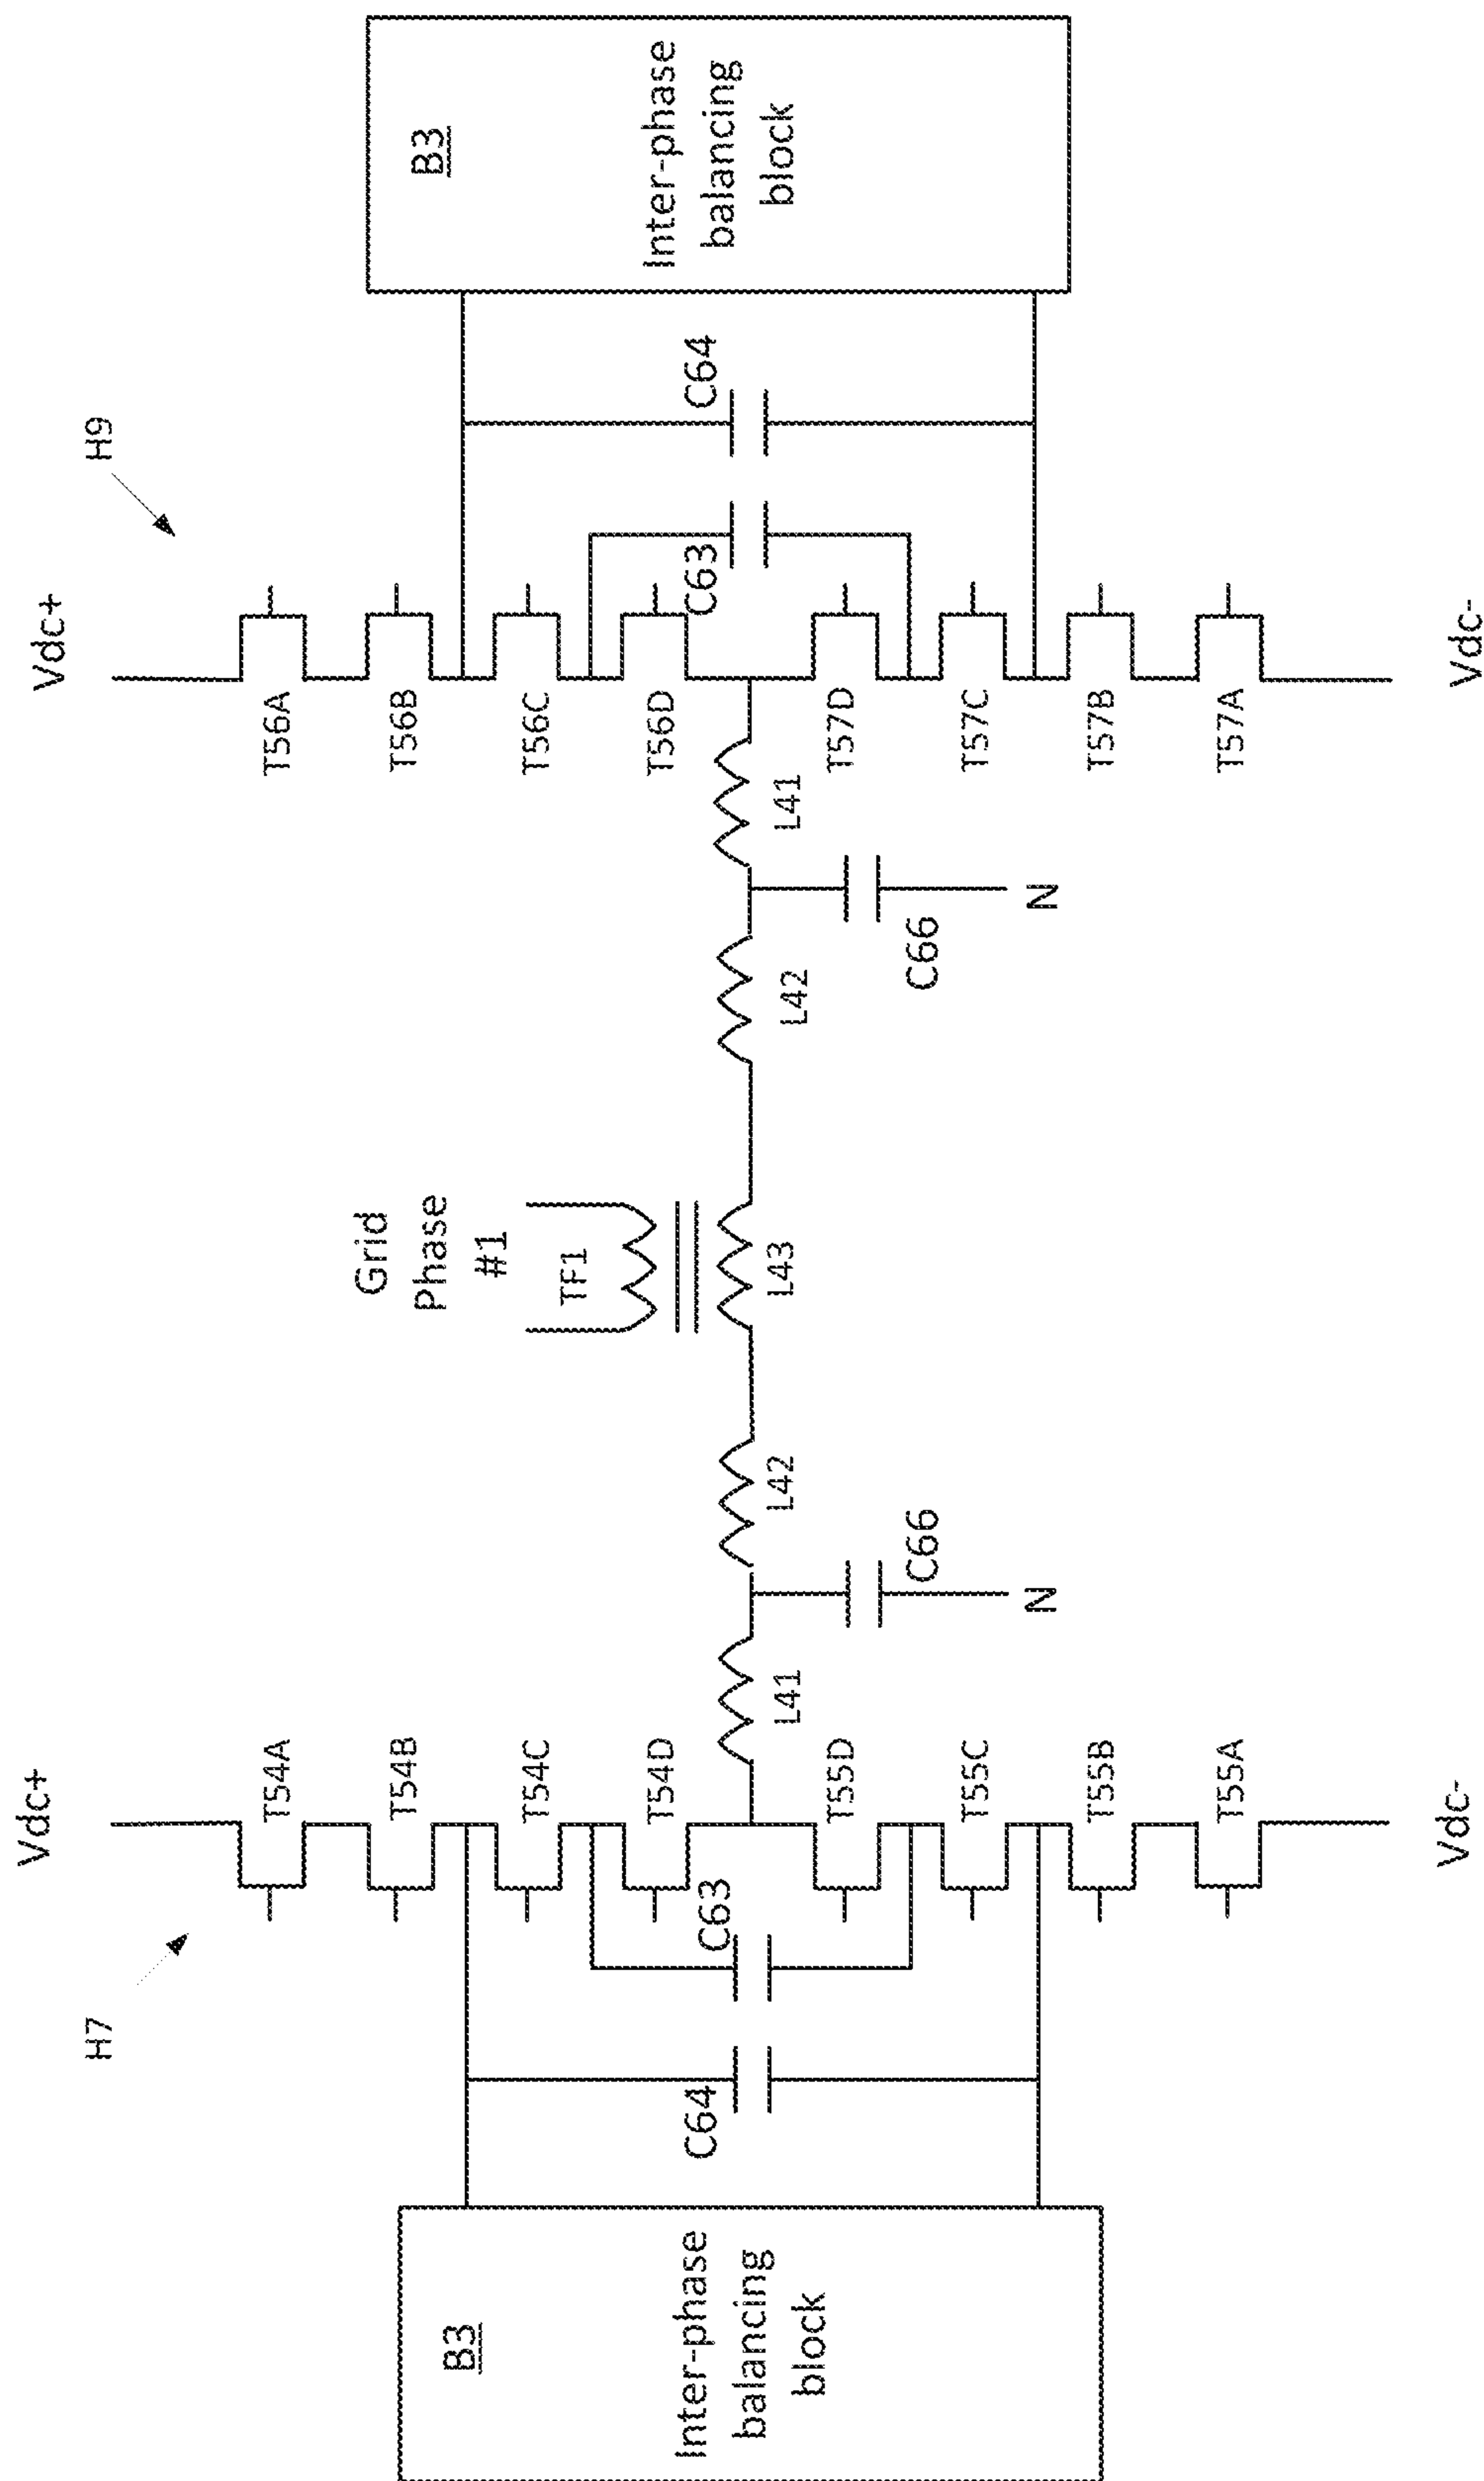 H7
Vdc+
Vdc+
H9
T54A
T56A
T54B
T56B
B3
B3
Grid
Phase
#1
T54C
T56C
TF1
T54D
T56D
Inter-phase
balancing
block
Inter-phase
balancing
block
C64
C63
C63
C64
L41
L42
L43
L42
L41
T55D
T57D
C66
C66
T55C
T57C
N
N
T55B
T57B
T55A
T57A
Vdc-
Vdc-